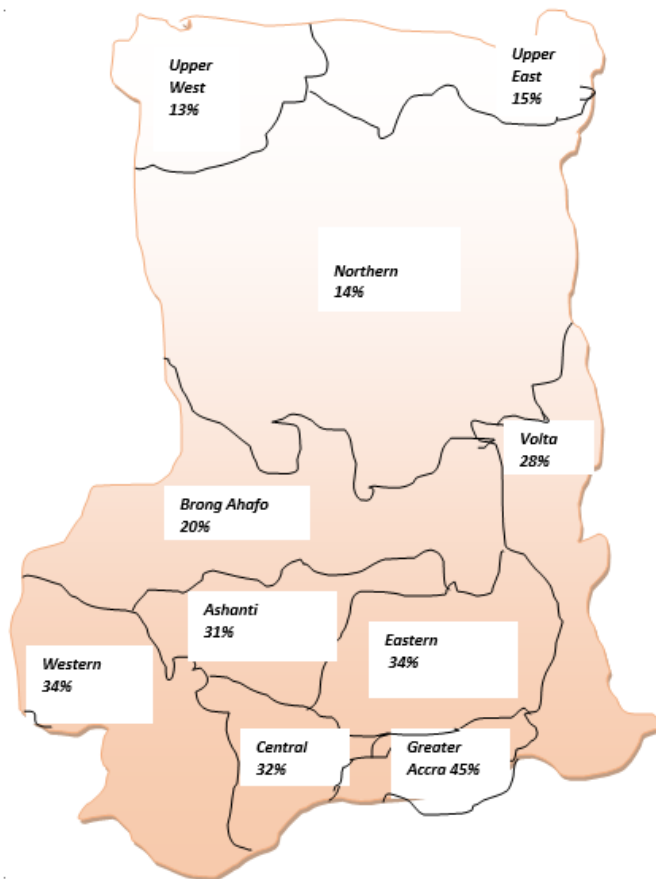 Upper
West
13%
Upper
East
15%
Northern
14%
Volta
28%
Brong Ahafo
20%
Ashanti
31%
Eastern
34%
Western
34%
Central
32%
Greater
Accra 45%